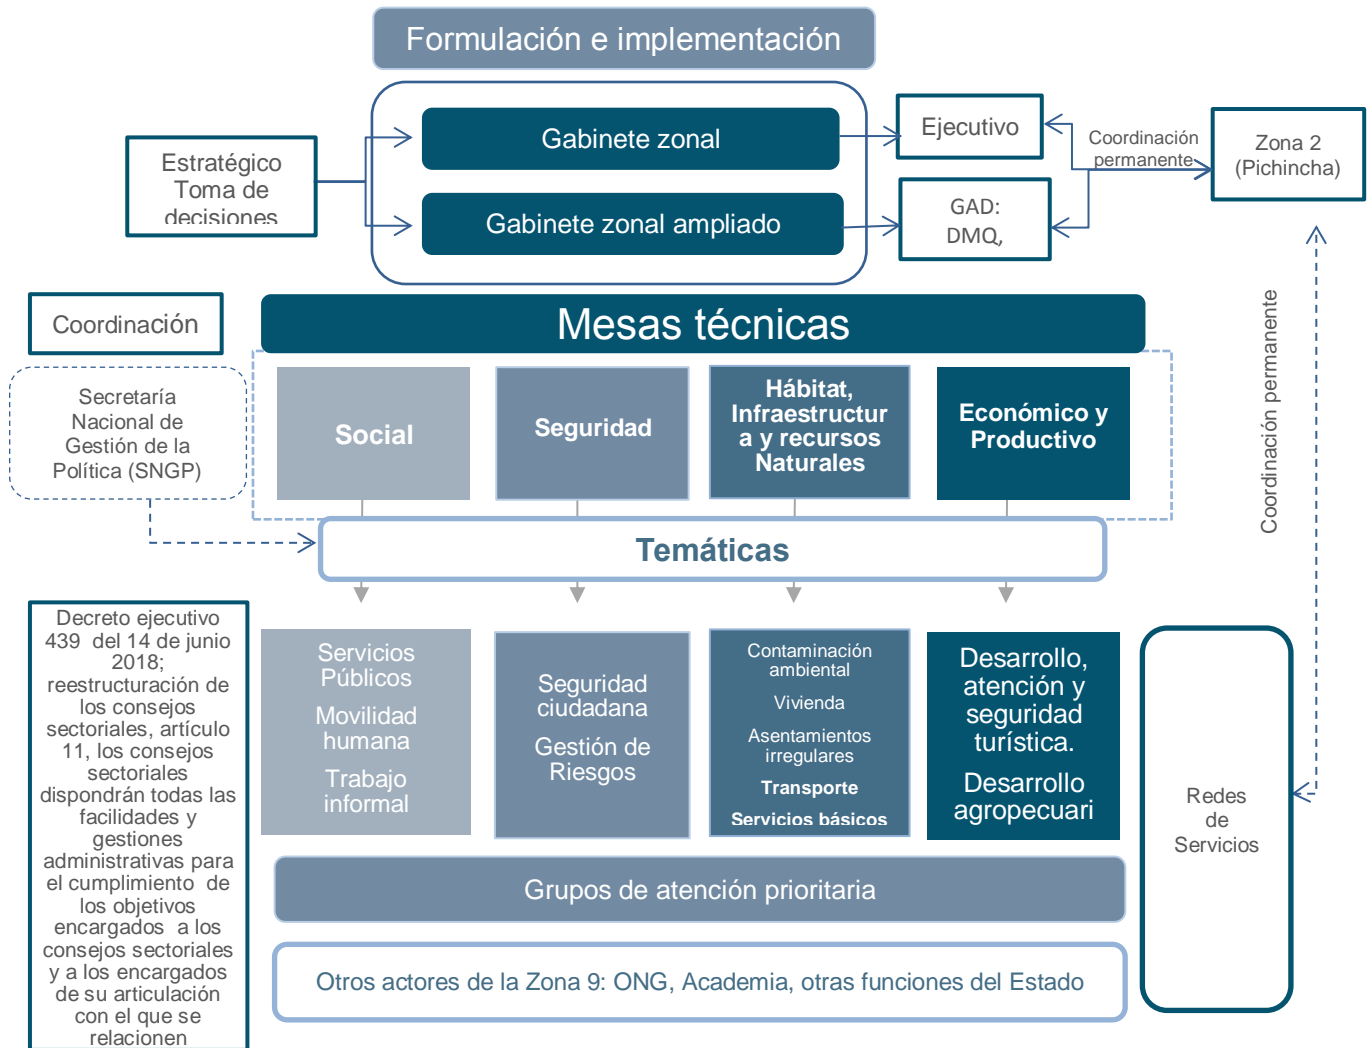 Formulación e implementación
Gabinete zonal
Gabinete zonal ampliado
Estratégico
Toma de
decisiones
Ejecutivo
GAD:
DMQ,
Coordinación
permanente
Zona 2
(Pichincha)
Coordinación permanente
Coordinación
Secretaría
Nacional de
Gestión de la
Política (SNGP)
Mesas técnicas
Social
Seguridad
Hábitat,
Infraestructur
a y recursos
Naturales
Económico y
Productivo
Temáticas
Decreto ejecutivo
439 del 14 de junio
2018;
reestructuración de
los consejos
sectoriales, artículo
11, los consejos
sectoriales
dispondrán todas las
facilidades y
gestiones
administrativas para
el cumplimiento de
los objetivos
encargados a los
consejos sectoriales
y a los encargados
de su articulación
con el que se
relacionen
Servicios
Públicos
Movilidad
humana
Trabajo
informal
Seguridad
ciudadana
Gestión de
Riesgos
Contaminación
ambiental
Vivienda
Asentamientos
irregulares
Transporte
Servicios básicos
Desarrollo,
atención y
seguridad
turística.
Desarrollo
agropecuari
Redes
de
Servicios
Grupos de atención prioritaria
Otros actores de la Zona 9: ONG, Academia, otras funciones del Estado